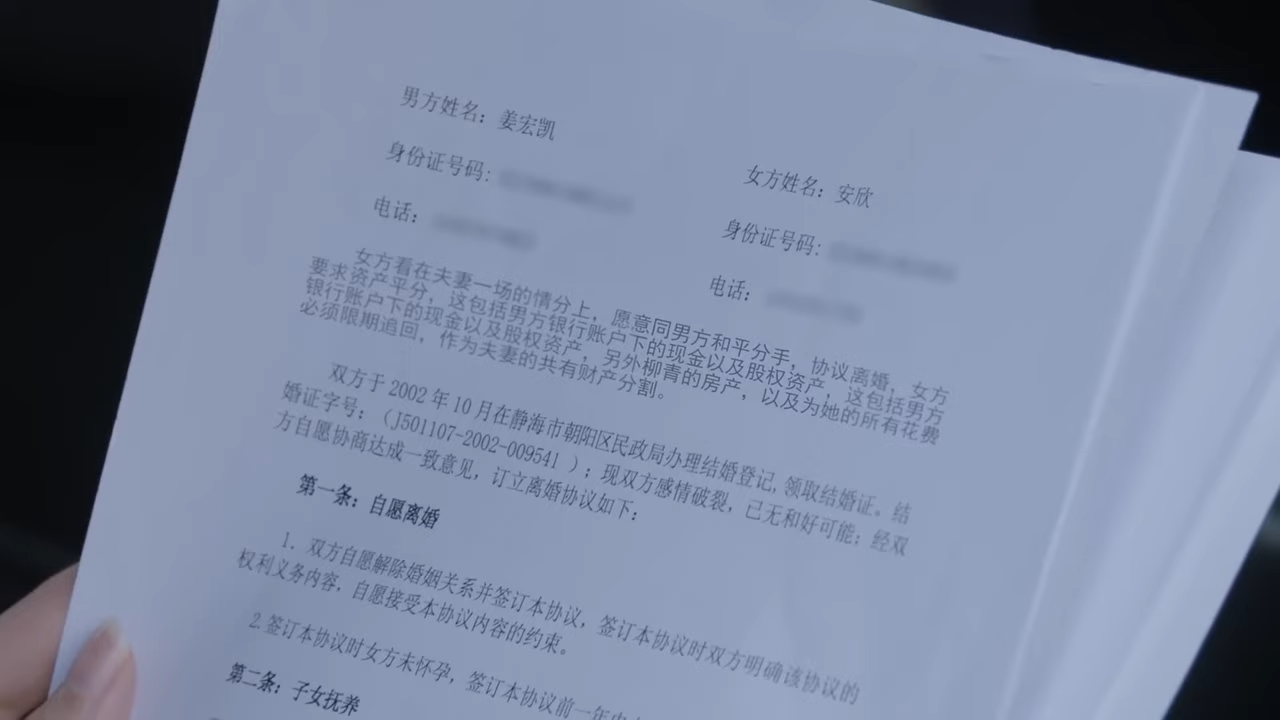 男方姓名：姜宏凯
女方姓名：安欣
身份证号码：
身份证号码：
电话：
电话：
女方看在夫妻一场的情分上，愿意同男方和平分手，协议离婚，女方
要求资产平分，这包括男方银行账户下的现金以及股权资产，这包括男方
银行账户下的现金以及股权资产，另外柳青的房产，以及为她的所有花费
必须限期追回，作为夫妻的共有财产分割。
双方于 2002 年 10 月在静海市朝阳区民政局办理结婚登记,领取结婚证。结
婚证字号：（J501107-2002-009541 ）；现双方感情破裂，已无和好可能；经双
方自愿协商达成一致意见，订立离婚协议如下：
第一条：自愿离婚
1. 双方自愿解除婚姻关系并签订本协议，签订本协议时双方明确该协议的
权利义务内容，自愿接受本协议内容的约束。
2.签订本协议时女方未怀孕，签订本协议前一年内
第二条：子女抚养